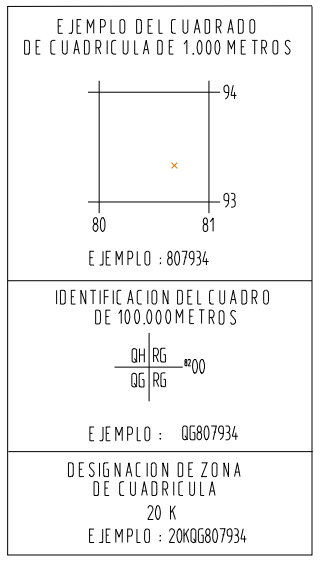 EJEMPLO DEL CUADRADO
DE CUADRICULA DE 1.000 METROS
94
93
80 81
EJEMPLO : 807934
IDENTIFICACION DEL CUADRO
DE 100.000 METROS
QH RG
8200
QG RG
EJEMPLO : QG807934
DESIGNACION DE ZONA
DE CUADRICULA
20 K
EJEMPLO : 20KQG807934